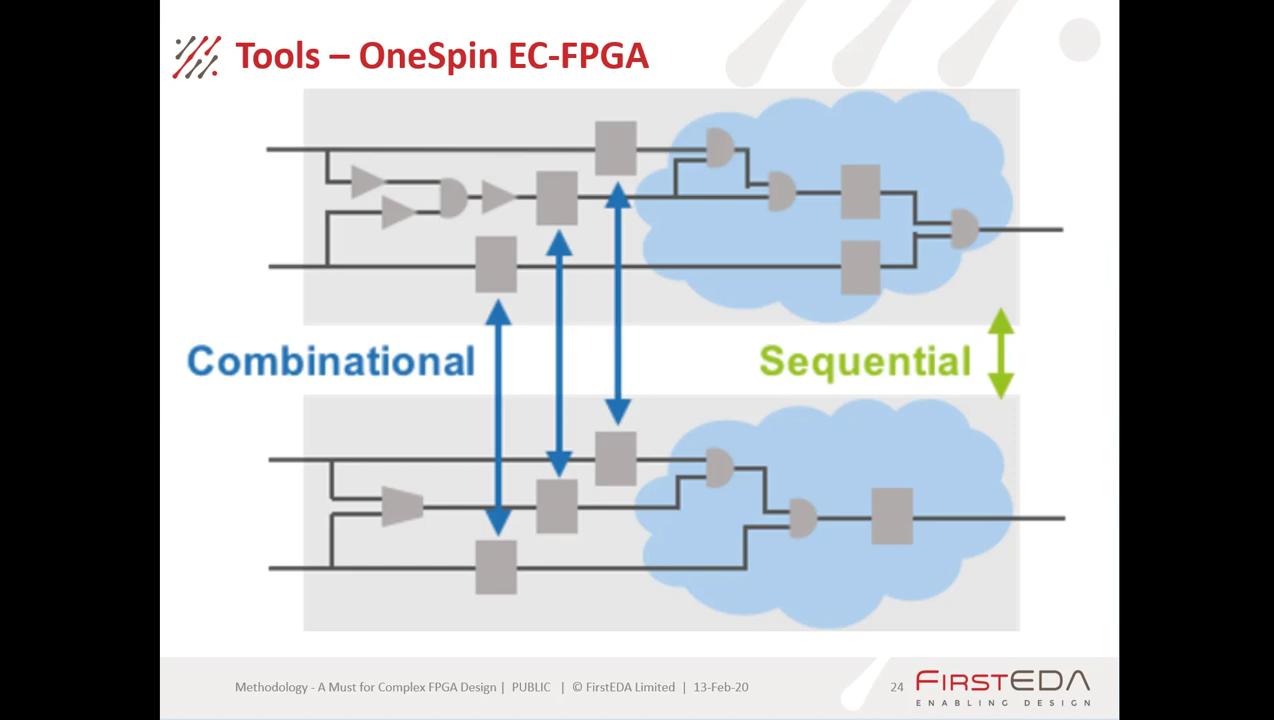 Tools – OneSpin EC-FPGA
Combinational
Sequential
Methodology - A Must for Complex FPGA Design | PUBLIC | © FirstEDA Limited | 13-Feb-20
24
FIRSTEDA
ENABLING DESIGN